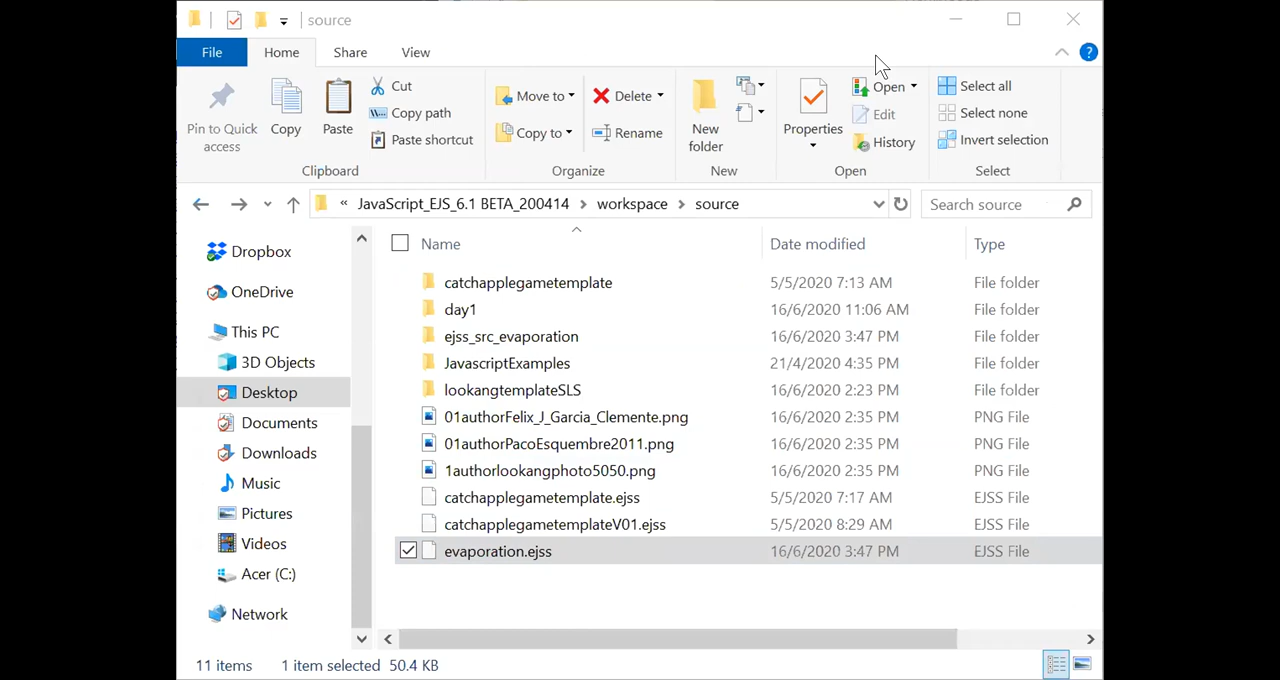 source
File Home Share View
Pin to Quick access
Copy
Paste
Cut
Copy path
Paste shortcut
Clipboard
Move to
Copy to
Delete
Rename
Organize
New folder
New
Properties
Open
Edit
History
Open
Select all
Select none
Invert selection
Select
« JavaScript_EJS_6.1 BETA_200414 > workspace > source
Search source
Dropbox
OneDrive
This PC
3D Objects
Desktop
Documents
Downloads
Music
Pictures
Videos
Acer (C:)
Network
Name Date modified Type
catchapplegametemplate 5/5/2020 7:13 AM File folder
day1 16/6/2020 11:06 AM File folder
ejss_src_evaporation 16/6/2020 3:47 PM File folder
JavascriptExamples 21/4/2020 4:35 PM File folder
lookangtemplateSLS 16/6/2020 2:23 PM File folder
01authorFelix_J_Garcia_Clemente.png 16/6/2020 2:35 PM PNG File
01authorPacoEsquembre2011.png 16/6/2020 2:35 PM PNG File
1authorlookangphoto5050.png 16/6/2020 2:35 PM PNG File
catchapplegametemplate.ejss 5/5/2020 7:17 AM EJSS File
catchapplegametemplateV01.ejss 5/5/2020 8:29 AM EJSS File
evaporation.ejss 16/6/2020 3:47 PM EJSS File
11 items 1 item selected 50.4 KB